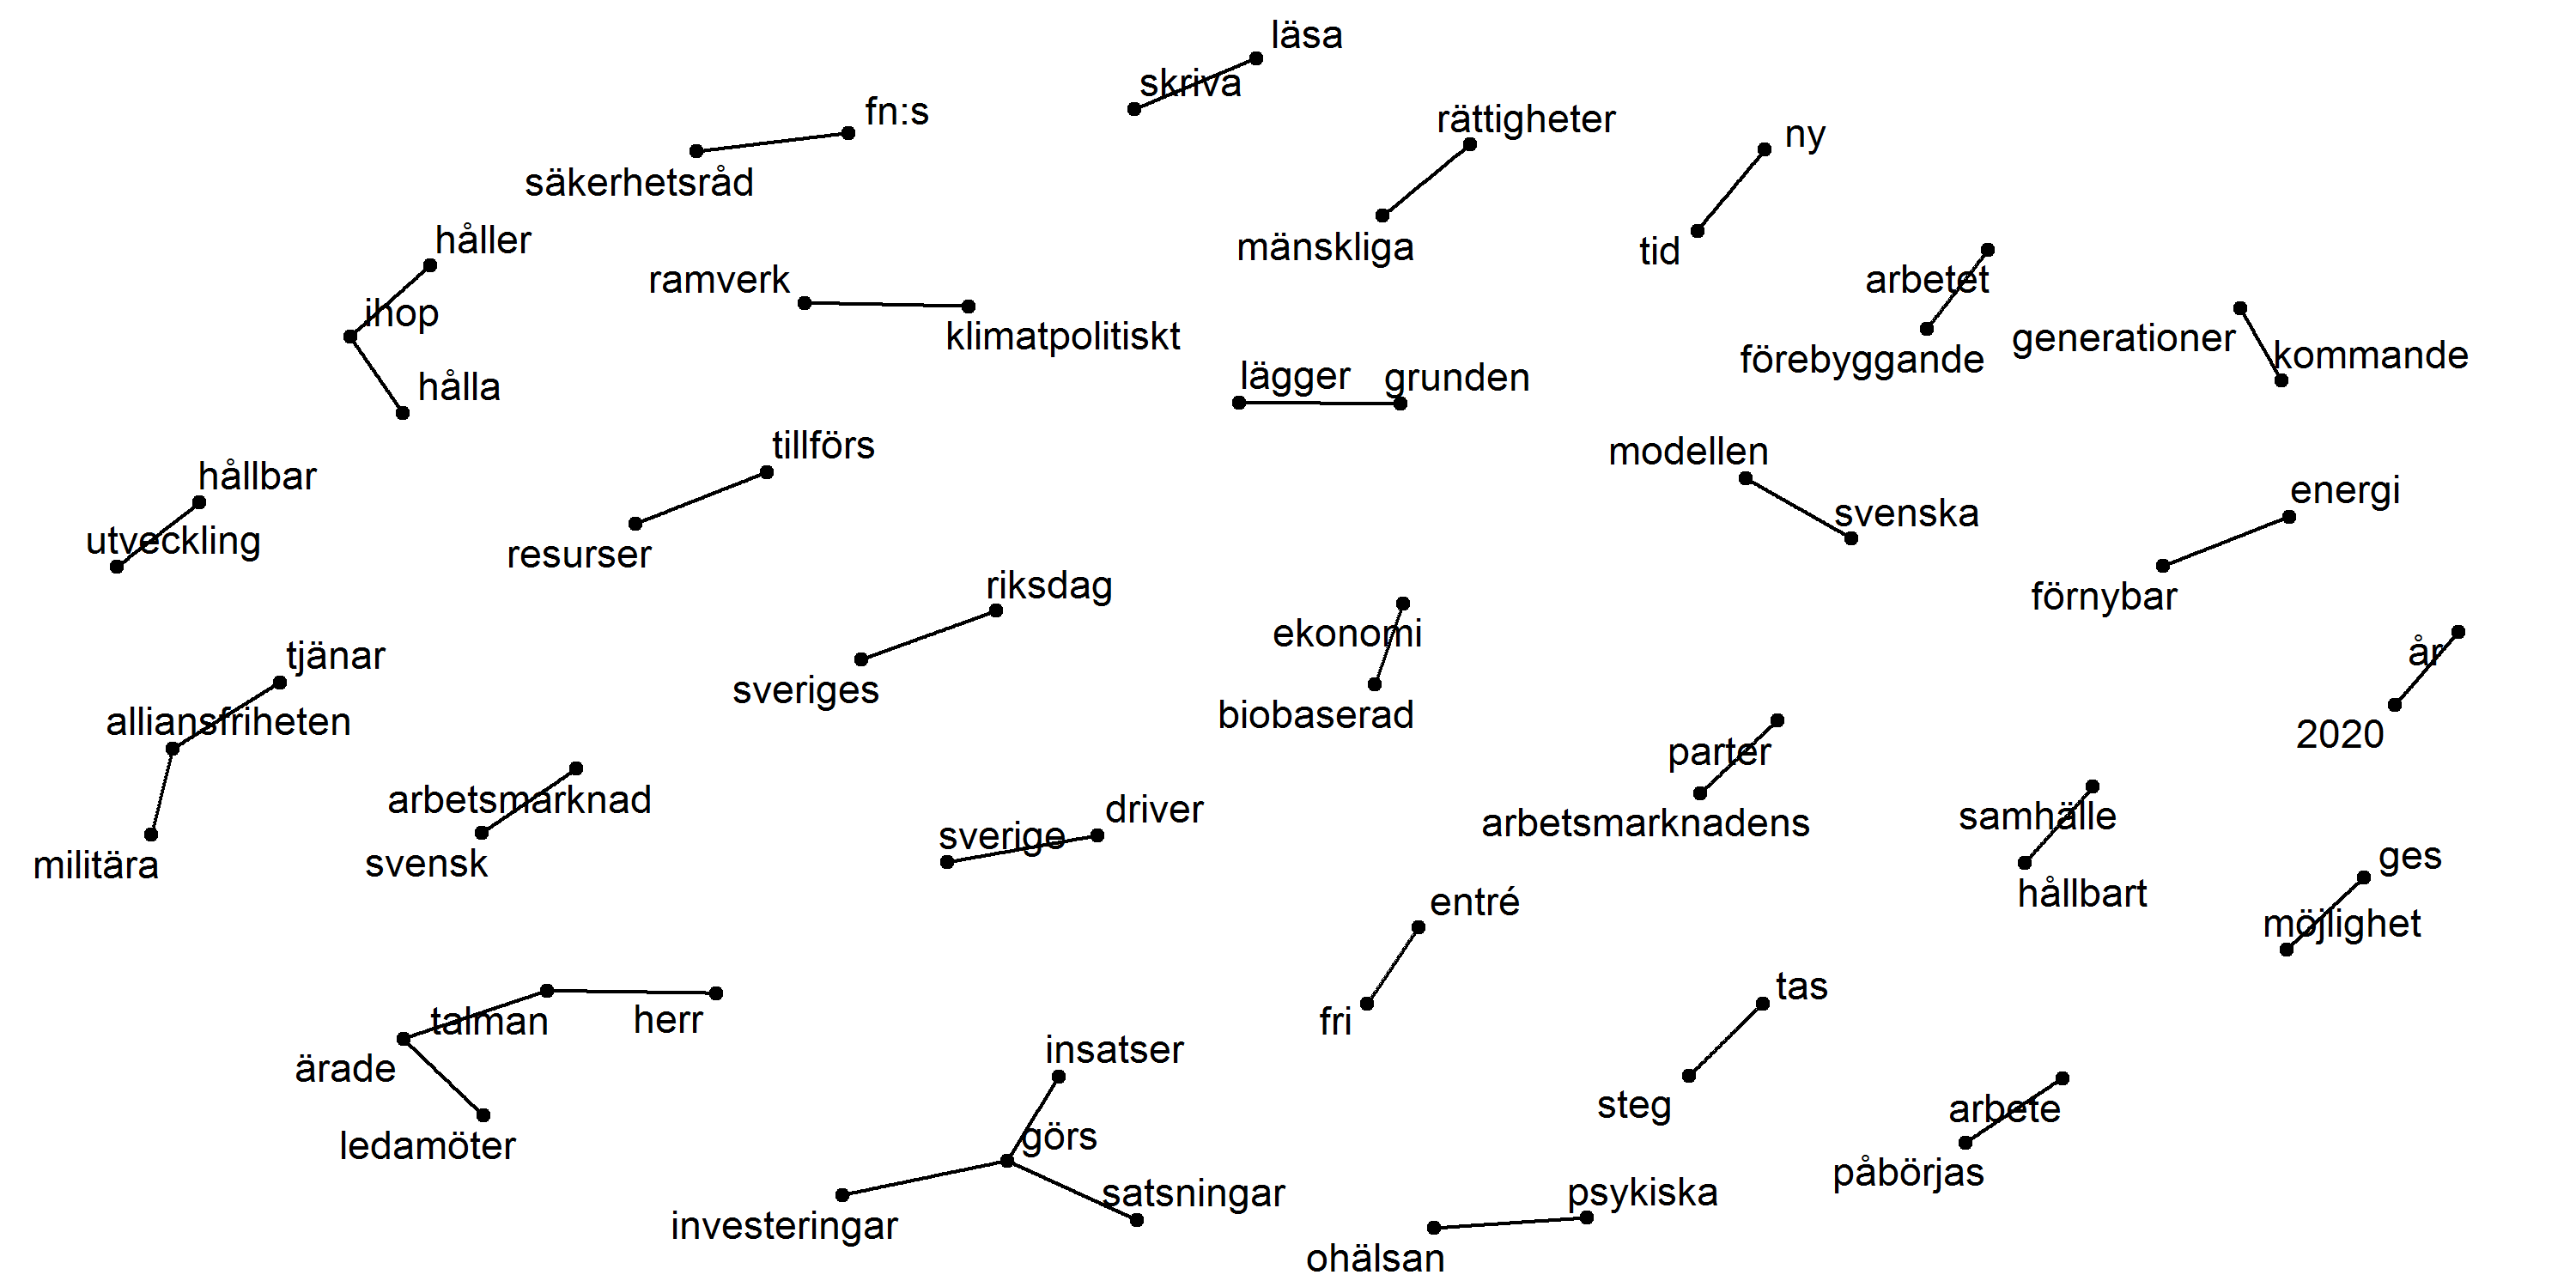 läsa
skriva
fn:s
rättigheter
ny
säkerhetsråd
håller
mänskliga
tid
ramverk
arbetet
ihop
klimatpolitiskt
generationer
kommande
förebyggande
hålla
lägger
grunden
tillförs
modellen
hållbar
energi
svenska
utveckling
resurser
riksdag
förnybar
ekonomi
tjänar
år
sveriges
alliansfriheten
biobaserad
2020
parter
arbetsmarknad
driver
sverige
arbetsmarknadens
samhälle
militära
svensk
ges
hållbart
entré
möjlighet
tas
talman
herr
fri
insatser
ärade
steg
arbete
ledamöter
görs
påbörjas
satsningar
psykiska
investeringar
ohälsan